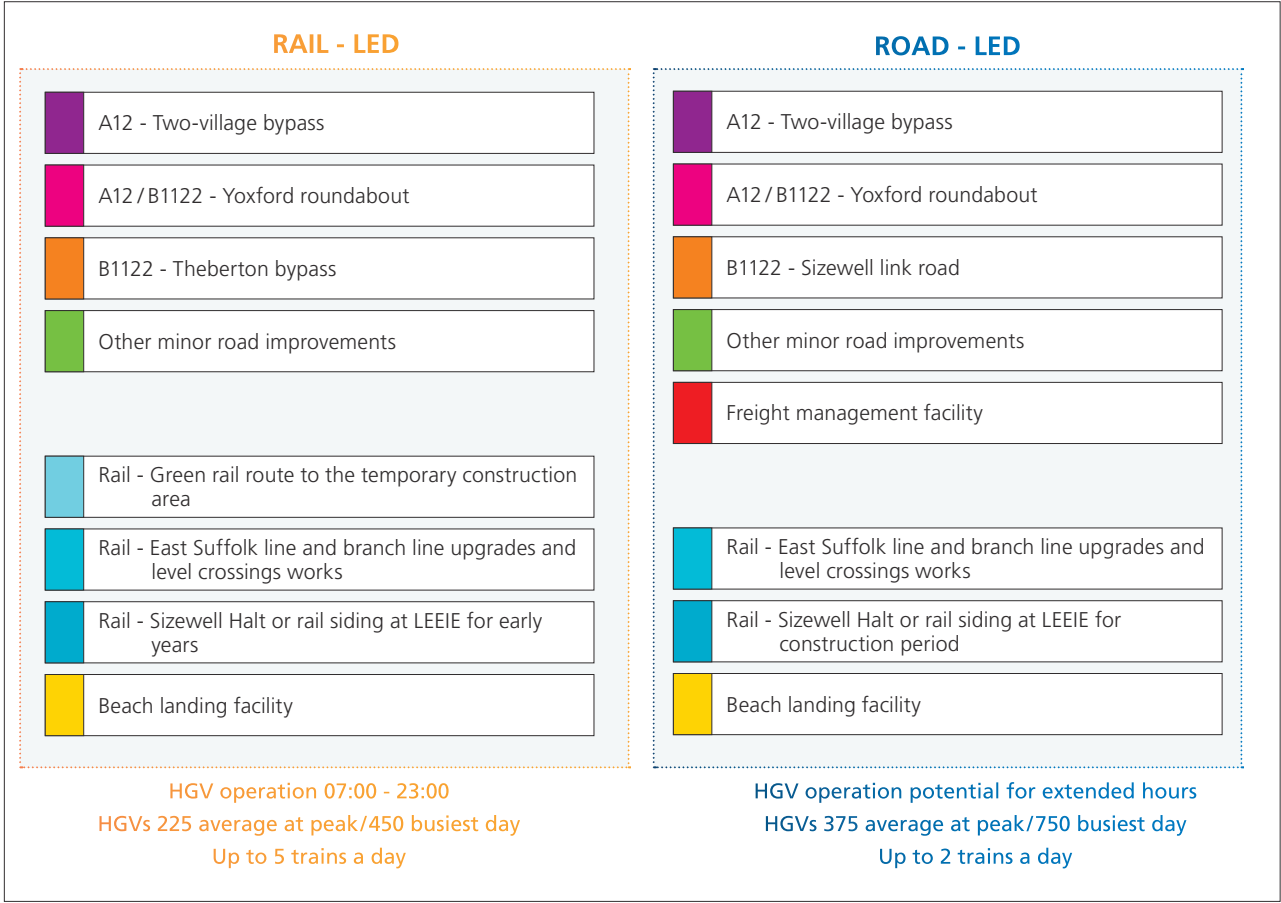 RAIL - LED
A12 - Two-village bypass
A12/B1122 - Yoxford roundabout
B1122 - Theberton bypass
Other minor road improvements
Rail - Green rail route to the temporary construction
area
Rail - East Suffolk line and branch line upgrades and
level crossings works
Rail - Sizewell Halt or rail siding at LEEIE for early
years
Beach landing facility
HGV operation 07:00 - 23:00
HGVs 225 average at peak/450 busiest day
Up to 5 trains a day
ROAD - LED
A12 - Two-village bypass
A12/B1122 - Yoxford roundabout
B1122 - Sizewell link road
Other minor road improvements
Freight management facility
Rail - East Suffolk line and branch line upgrades and
level crossings works
Rail - Sizewell Halt or rail siding at LEEIE for
construction period
Beach landing facility
HGV operation potential for extended hours
HGVs 375 average at peak/750 busiest day
Up to 2 trains a day